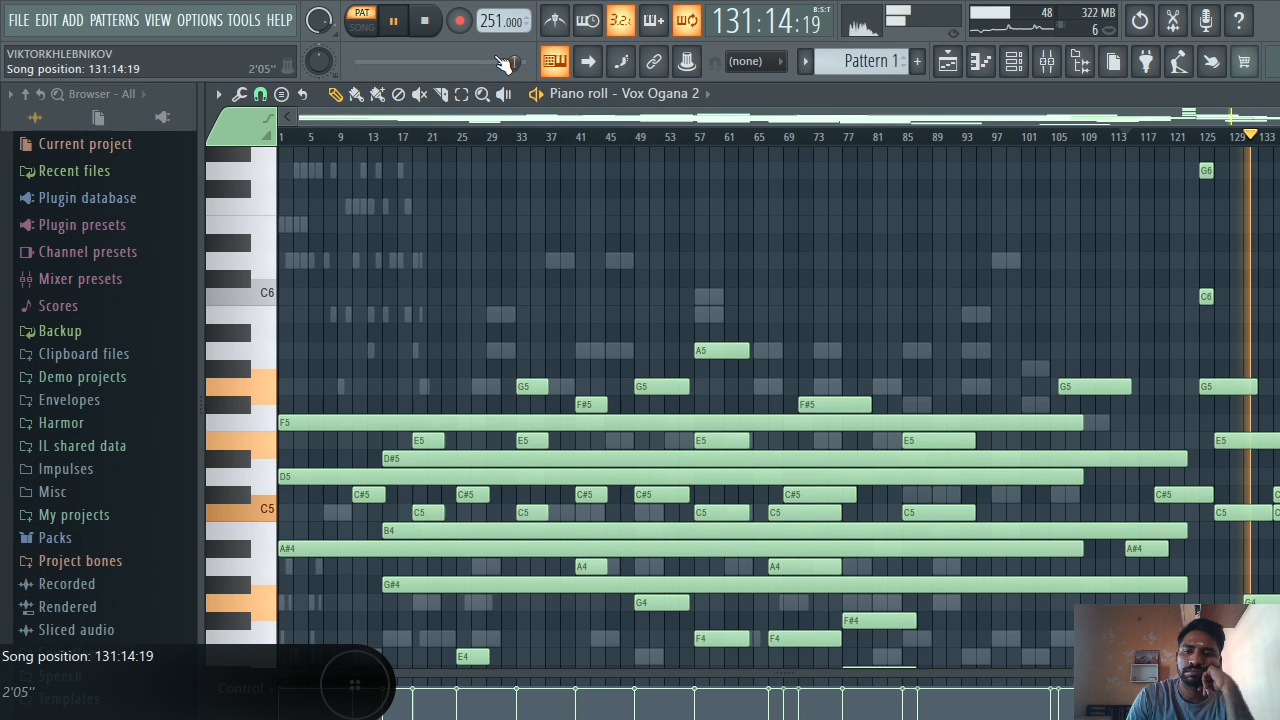 FILE EDIT ADD PATTERNS VIEW OPTIONS TOOLS HELP
PAT
SONG
251.000
3.2.
131:14:19
B:S:T
48
322 MB
6
VIKTORKHLEBNIKOV
Song position: 131:14:19
2'05"
(none)
Pattern 1
Browser - All
Piano roll - Vox Ogana 2
1 5 9 13 17 21 25 29 33 37 41 45 49 53 57 61 65 69 73 77 81 85 89 93 97 101 105 109 113 117 121 125 129 133
Current project
Recent files
Plugin database
Plugin presets
Channel presets
Mixer presets
Scores
Backup
Clipboard files
Demo projects
Envelopes
Harmor
IL shared data
Impulses
Misc
My projects
Packs
Project bones
Recorded
Rendered
Sliced audio
Speech
Templates
Song position: 131:14:19
2'05"
Control
C6
C5
G6
C6
A5
G5 G5 G5 G5
F#5 F#5
F5
E5 E5 E5 E5 E5
D#5
D5
C#5 C#5 C#5 C#5 C#5 C#5
C5 C5 C5 C5 C5 C5
B4
A#4 A#4
A4 A4
G#4
G4 G4
F#4
F4 F4
E4